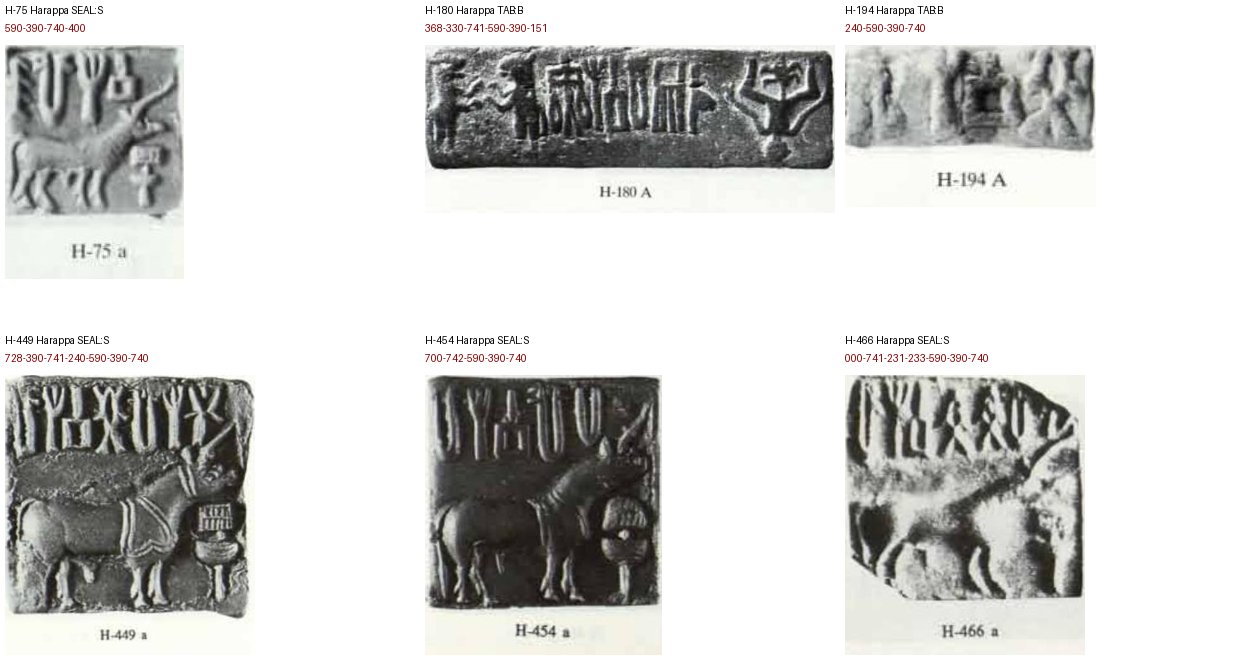 H-75 Harappa SEAL:S
590-390-740-400
H-75 a
H-180 Harappa TAB:B
368-330-741-590-390-151
H-180 A
H-194 Harappa TAB:B
240-590-390-740
H-194 A
H-449 Harappa SEAL:S
728-390-741-240-590-390-740
H-449 a
H-454 Harappa SEAL:S
700-742-590-390-740
H-454 a
H-466 Harappa SEAL:S
000-741-231-233-590-390-740
H-466 a